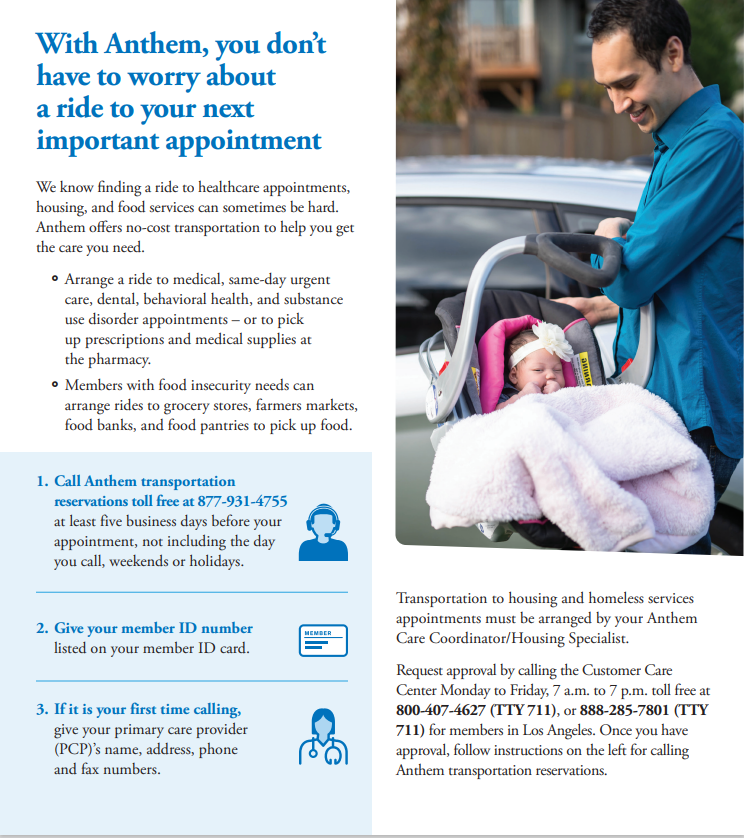 With Anthem, you don't
have to worry about
a ride to your next
important appointment
We know finding a ride to healthcare appointments,
housing, and food services can sometimes be hard.
Anthem offers no-cost transportation to help you get
the care you need.
Arrange a ride to medical, same-day urgent
care, dental, behavioral health, and substance
use disorder appointments – or to pick
up prescriptions and medical supplies at
the pharmacy.
Members with food insecurity needs can
arrange rides to grocery stores, farmers markets,
food banks, and food pantries to pick up food.
1. Call Anthem transportation
reservations toll free at 877-931-4755
at least five business days before your
appointment, not including the day
you call, weekends or holidays.
2. Give your member ID number
listed on your member ID card.
MEMBER
3. If it is your first time calling,
give your primary care provider
(PCP)'s name, address, phone
and fax numbers.
Transportation to housing and homeless services
appointments must be arranged by your Anthem
Care Coordinator/Housing Specialist.
Request approval by calling the Customer Care
Center Monday to Friday, 7 a.m. to 7 p.m. toll free at
800-407-4627 (TTY 711), or 888-285-7801 (TTY
711) for members in Los Angeles. Once you have
approval, follow instructions on the left for calling
Anthem transportation reservations.